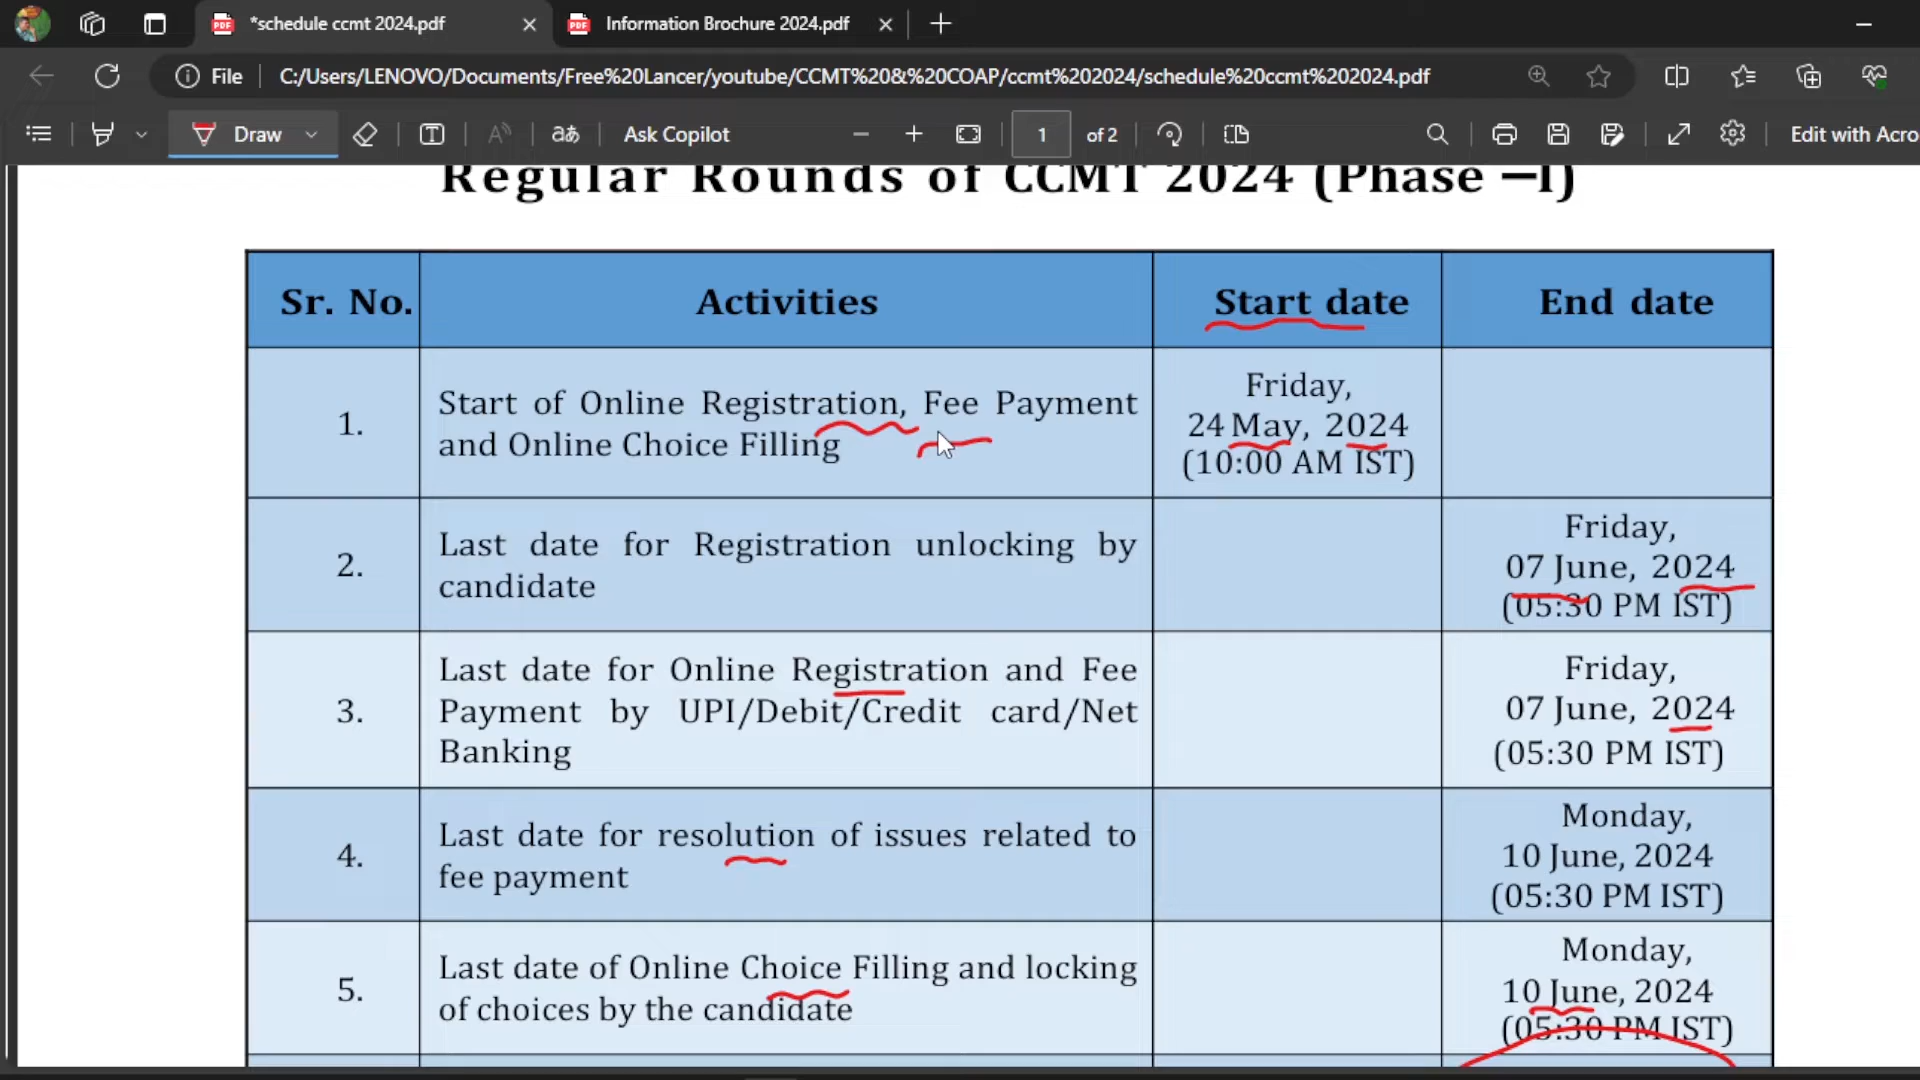 *schedule ccmt 2024.pdf
Information Brochure 2024.pdf
File
C:/Users/LENOVO/Documents/Free%20Lancer/youtube/CCMT%20&%20COAP/ccmt%202024/schedule%20ccmt%202024.pdf
Draw
Ask Copilot
1 of 2
Edit with Acro
Regular Rounds of CCMT 2024 (Phase –I)
Sr. No. Activities Start date End date
1.
Start of Online Registration, Fee Payment
and Online Choice Filling
Friday,
24 May, 2024
(10:00 AM IST)
2.
Last date for Registration unlocking by
candidate
Friday,
07 June, 2024
(05:30 PM IST)
3.
Last date for Online Registration and Fee
Payment by UPI/Debit/Credit card/Net
Banking
Friday,
07 June, 2024
(05:30 PM IST)
4.
Last date for resolution of issues related to
fee payment
Monday,
10 June, 2024
(05:30 PM IST)
5.
Last date of Online Choice Filling and locking
of choices by the candidate
Monday,
10 June, 2024
(05:30 PM IST)